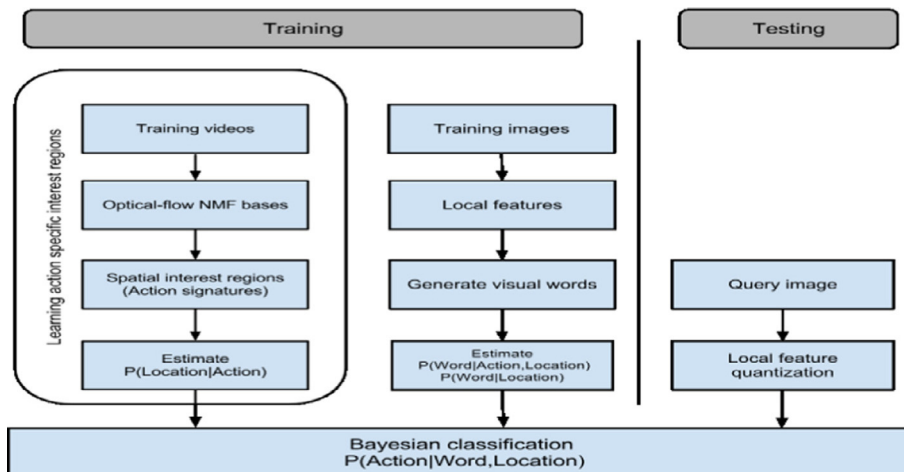 Training
Testing
Learning action specific interest regions
Training videos
Optical-flow NMF bases
Spatial interest regions
(Action signatures)
Estimate
P(Location|Action)
Training images
Local features
Generate visual words
Estimate
P(Word|Action,Location)
P(Word|Location)
Query image
Local feature
quantization
Bayesian classification
P(Action|Word,Location)